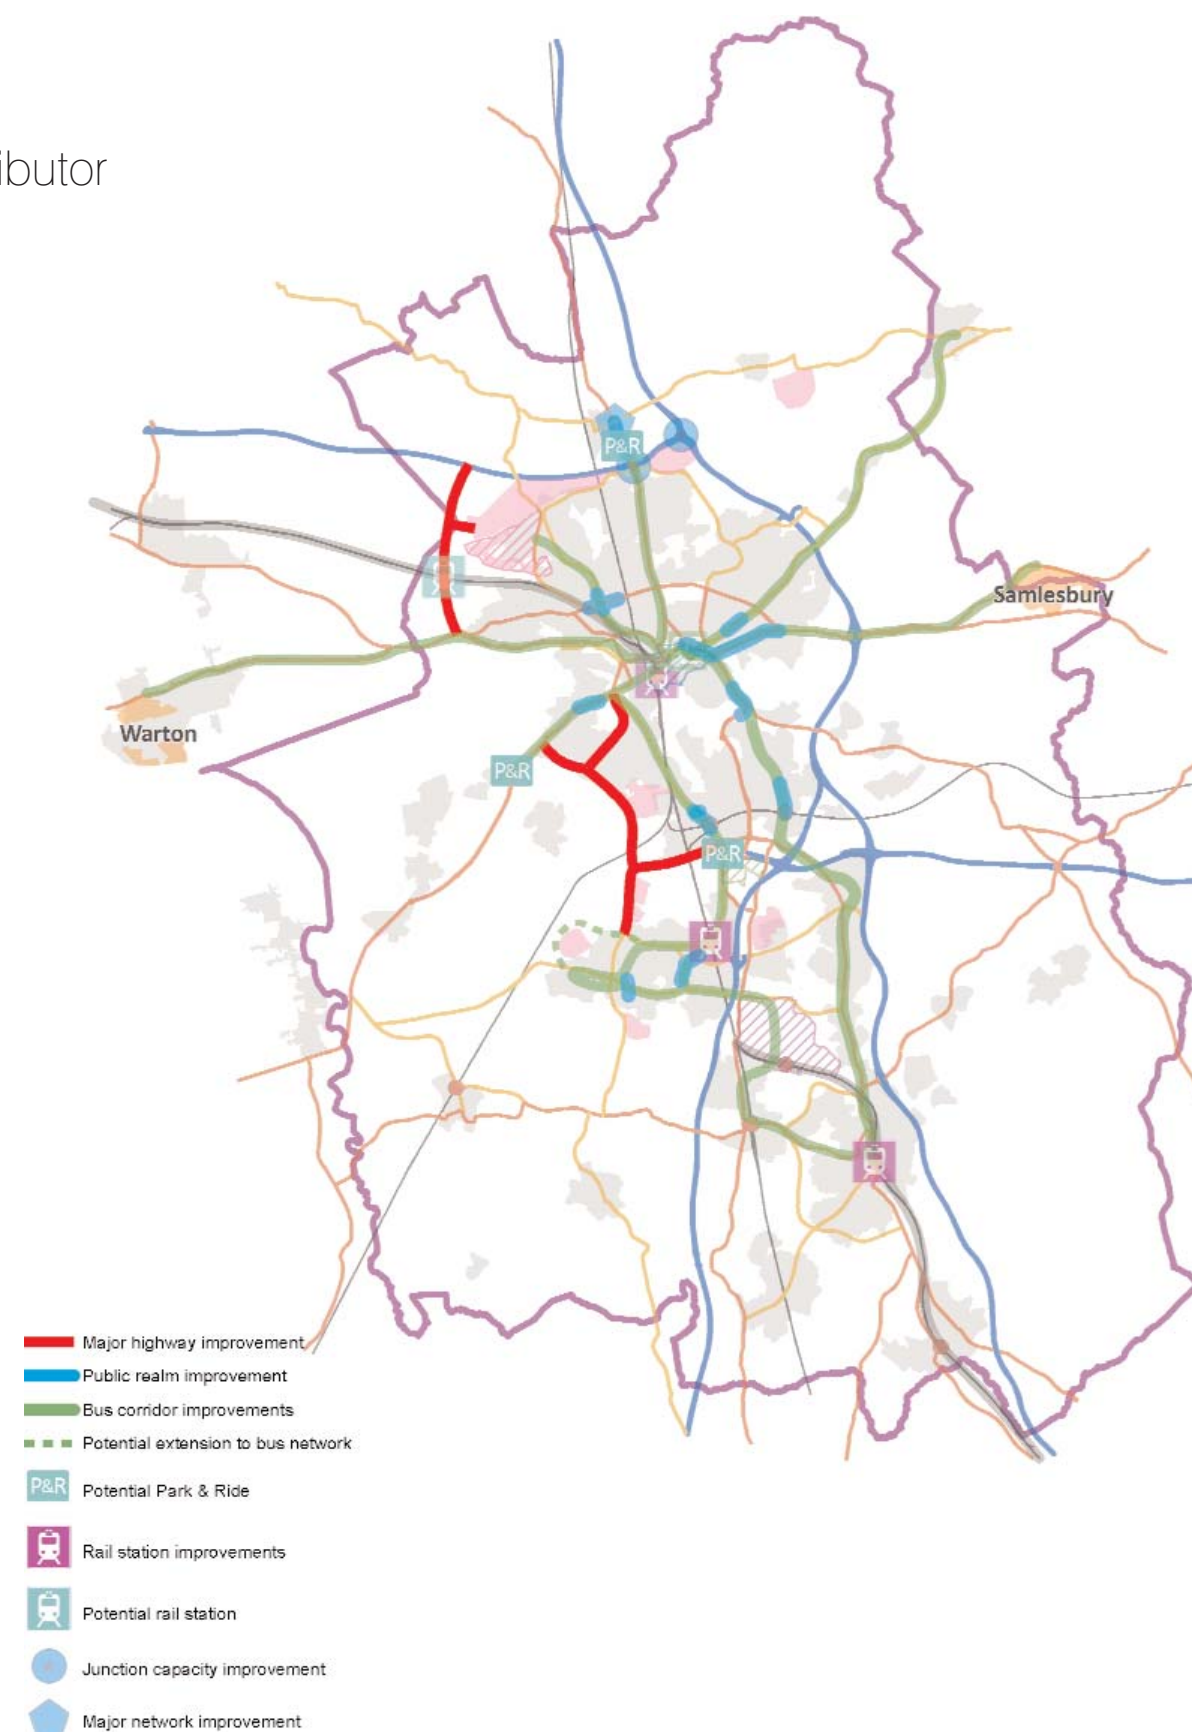 ibutor
P&R
Samlesbury
Warton
P&R
P&R
Major highway improvement
Public realm improvement
Bus corridor improvements
Potential extension to bus network
P&R Potential Park & Ride
Rail station improvements
Potential rail station
Junction capacity improvement
Major network improvement